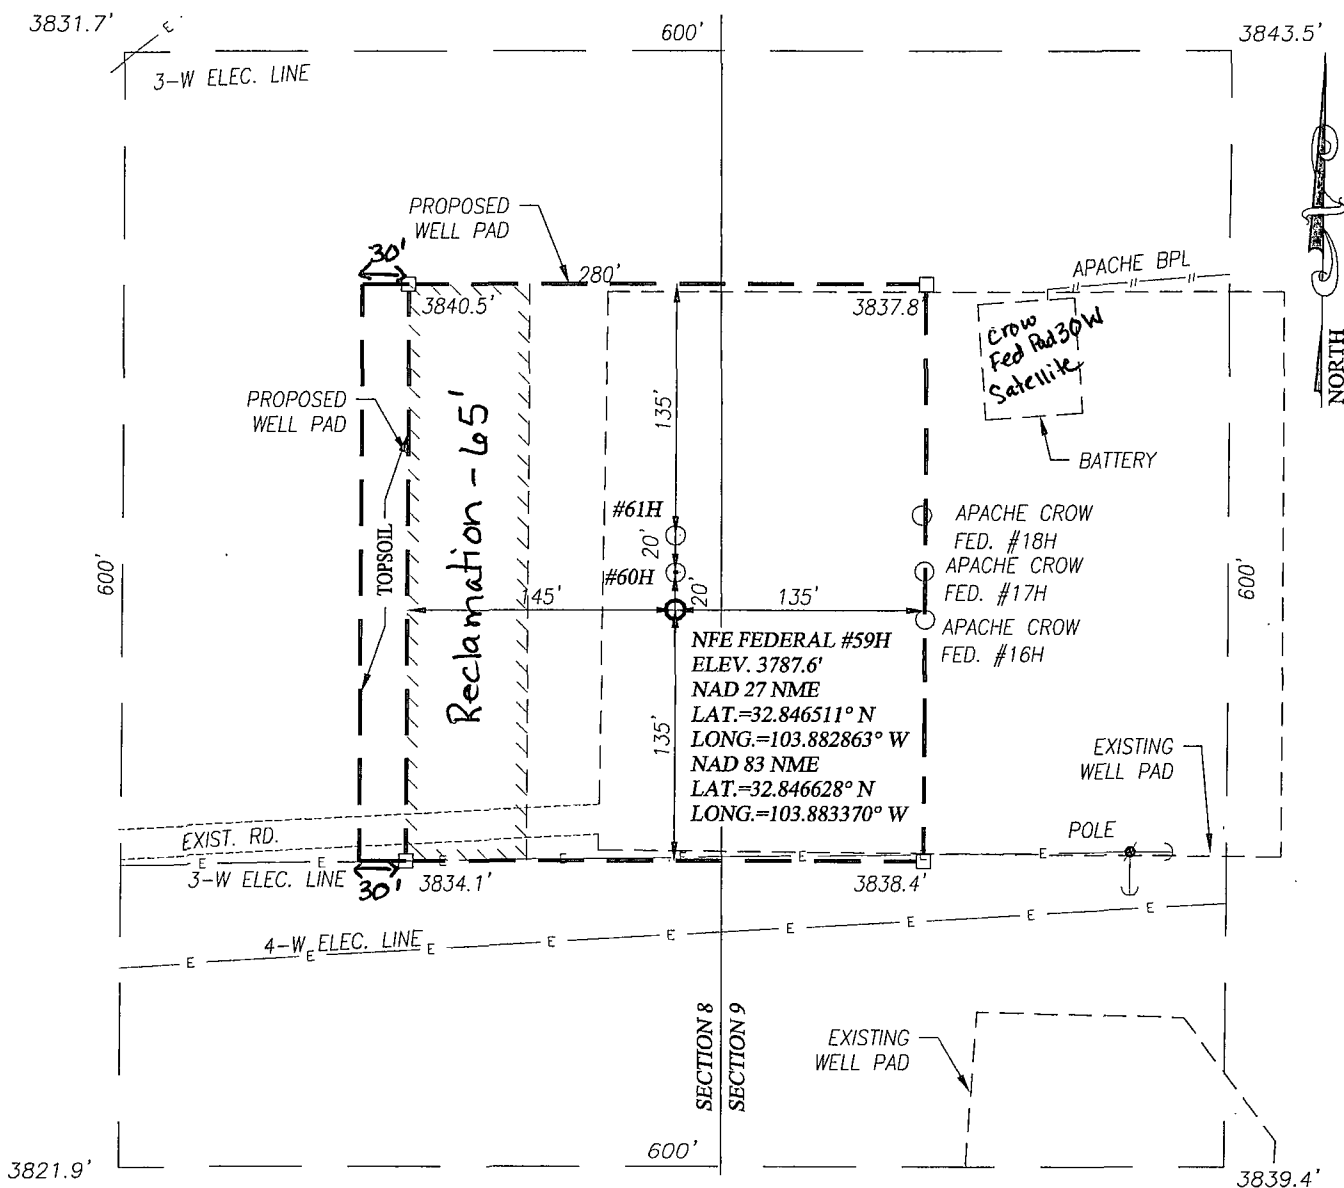 3831.7'
E
600'
3843.5'
3-W ELEC. LINE
PROPOSED
WELL PAD
30'
280'
APACHE BPL
3840.5'
3837.8'
Crow
Fed Pad 30W
Satellite
NORTH
PROPOSED
WELL PAD
135'
BATTERY
Reclamation - 65'
#61H
APACHE CROW
FED. #18H
20'
TOPSOIL
#60H
APACHE CROW
FED. #17H
600'
600'
145'
20'
135'
APACHE CROW
FED. #16H
NFE FEDERAL #59H
ELEV. 3787.6'
NAD 27 NME
LAT.=32.846511° N
LONG.=103.882863° W
NAD 83 NME
LAT.=32.846628° N
LONG.=103.883370° W
135'
EXISTING
WELL PAD
EXIST. RD.
POLE
E E E E E E E
3-W ELEC. LINE
30'
3834.1'
3838.4'
4-W ELEC. LINE
E E E E E E E E E
SECTION 8
SECTION 9
EXISTING
WELL PAD
600'
3821.9'
3839.4'